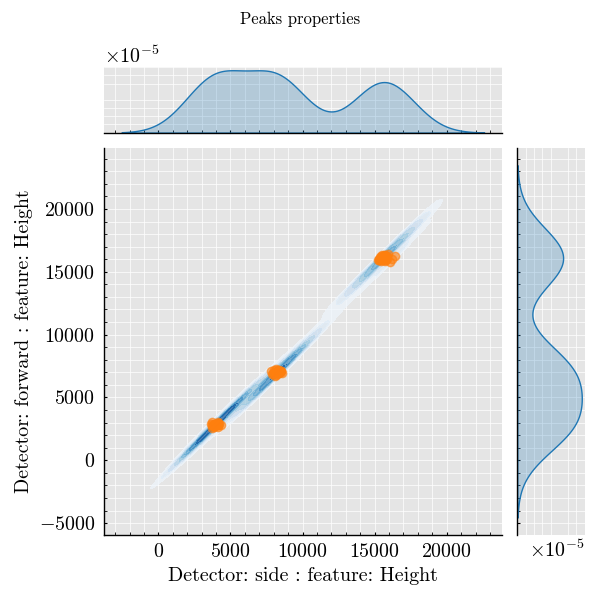 Peaks properties
×10⁻⁵
Detector: forward : feature: Height
20000
15000
10000
5000
0
−5000
0 5000 10000 15000 20000
×10⁻⁵
Detector: side : feature: Height